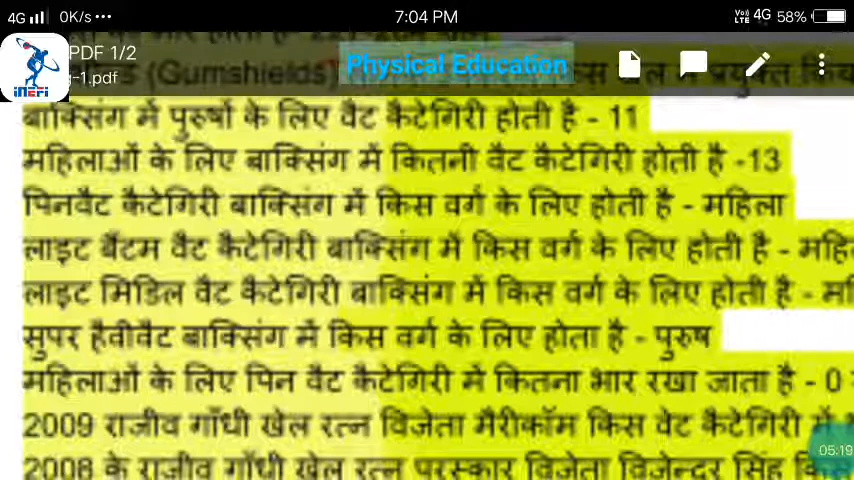 4G 0K/s ••• 7:04 PM VoLTE 4G 58%
PDF 1/2
g-1.pdf
Physical Education
INEFI
(Gumshields)
बाक्सिंग में पुरुषों के लिए वैट कैटेगिरी होती है - 11
महिलाओं के लिए बाक्सिंग में कितनी वैट कैटेगिरी होती है -13
पिनवैट कैटेगिरी बाक्सिंग में किस वर्ग के लिए होती है - महिला
लाइट बैंटम वैट कैटेगिरी बाक्सिंग में किस वर्ग के लिए होती है -
लाइट मिडिल वैट कैटेगिरी बाक्सिंग में किस वर्ग के लिए होती है -
सुपर हैवीवैट बाक्सिंग में किस वर्ग के लिए होता है - पुरुष
महिलाओं के लिए पिन वैट कैटेगिरी में कितना भार रखा जाता है - 0
2009 राजीव गाँधी खेल रत्न विजेता मैरीकॉम किस वेट कैटेगिरी में
05:19
2008 के राजीव गाँधी खेल रत्न पुरस्कार विजेता विजेन्दर सिंह